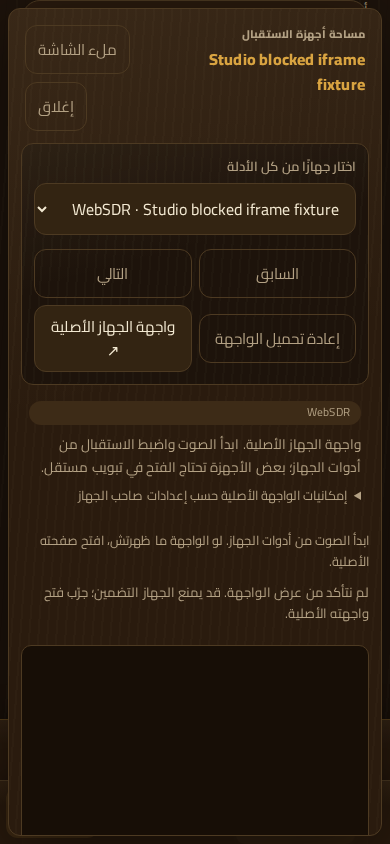 مساحة أجهزة الاستقبال
Studio blocked iframe
fixture
ملء الشاشة
إغلاق
اختار جهازًا من كل الأدلة
WebSDR · Studio blocked iframe fixture
السابق
التالي
إعادة تحميل الواجهة
واجهة الجهاز الأصلية
↗
WebSDR
واجهة الجهاز الأصلية. ابدأ الصوت واضبط الاستقبال من
أدوات الجهاز؛ بعض الأجهزة تحتاج الفتح في تبويب مستقل.
إمكانيات الواجهة الأصلية حسب إعدادات صاحب الجهاز
ابدأ الصوت من أدوات الجهاز. لو الواجهة ما ظهرتش، افتح صفحته
الأصلية.
لم نتأكد من عرض الواجهة. قد يمنع الجهاز التضمين؛ جرّب فتح
واجهته الأصلية.